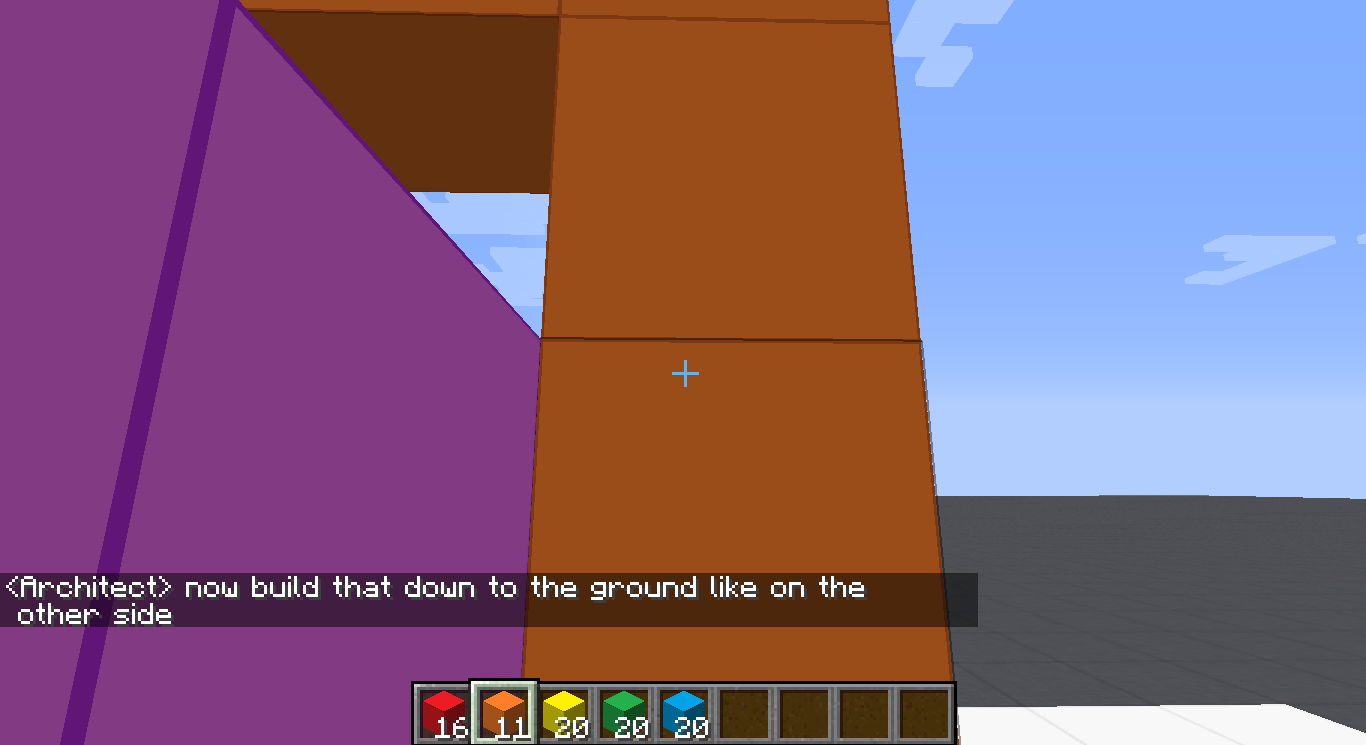 <Architect> now build that down to the ground like on the
other side
16 11 20 20 20